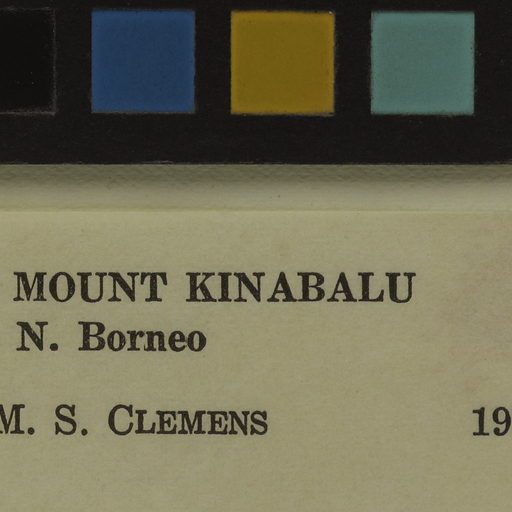 MOUNT KINABALU
N. Borneo
M. S. CLEMENS 19